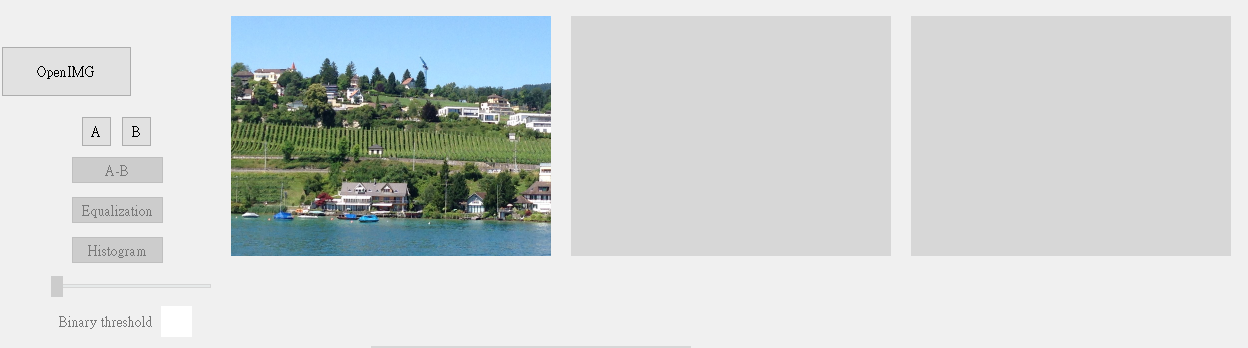 OpenIMG
A B
A-B
Equalization
Histogram
Binary threshold